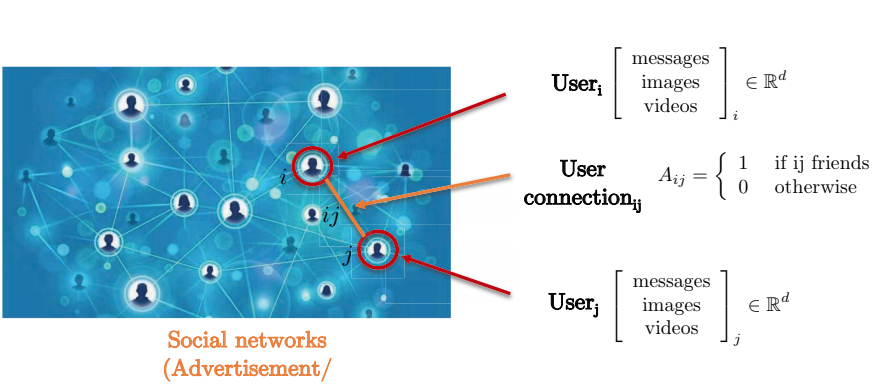 User_i [ messages images videos ]_i ∈ ℝ^d
i
User connection_ij A_ij = { 1 if ij friends 0 otherwise
ij
j
User_j [ messages images videos ]_j ∈ ℝ^d
Social networks
(Advertisement/